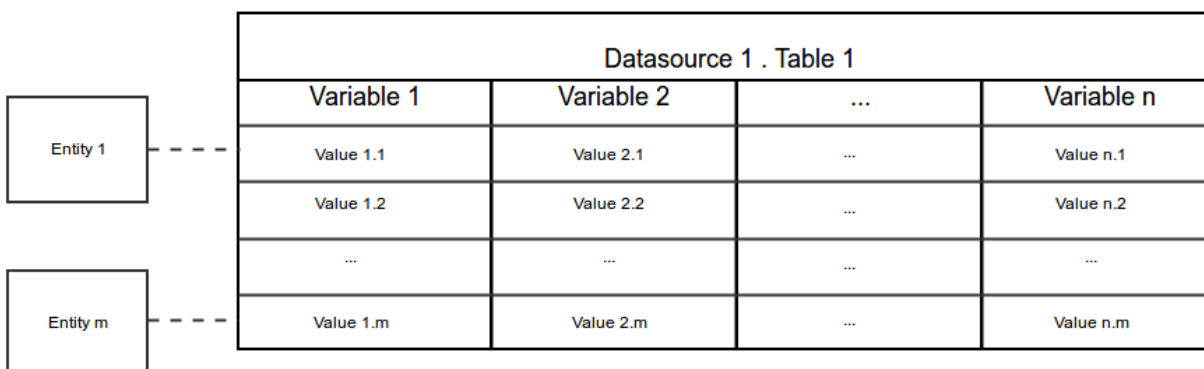 Datasource 1 . Table 1
Variable 1 Variable 2 ... Variable n
Entity 1 Value 1.1 Value 2.1 ... Value n.1
Value 1.2 Value 2.2 ... Value n.2
... ... ... ...
Entity m Value 1.m Value 2.m ... Value n.m